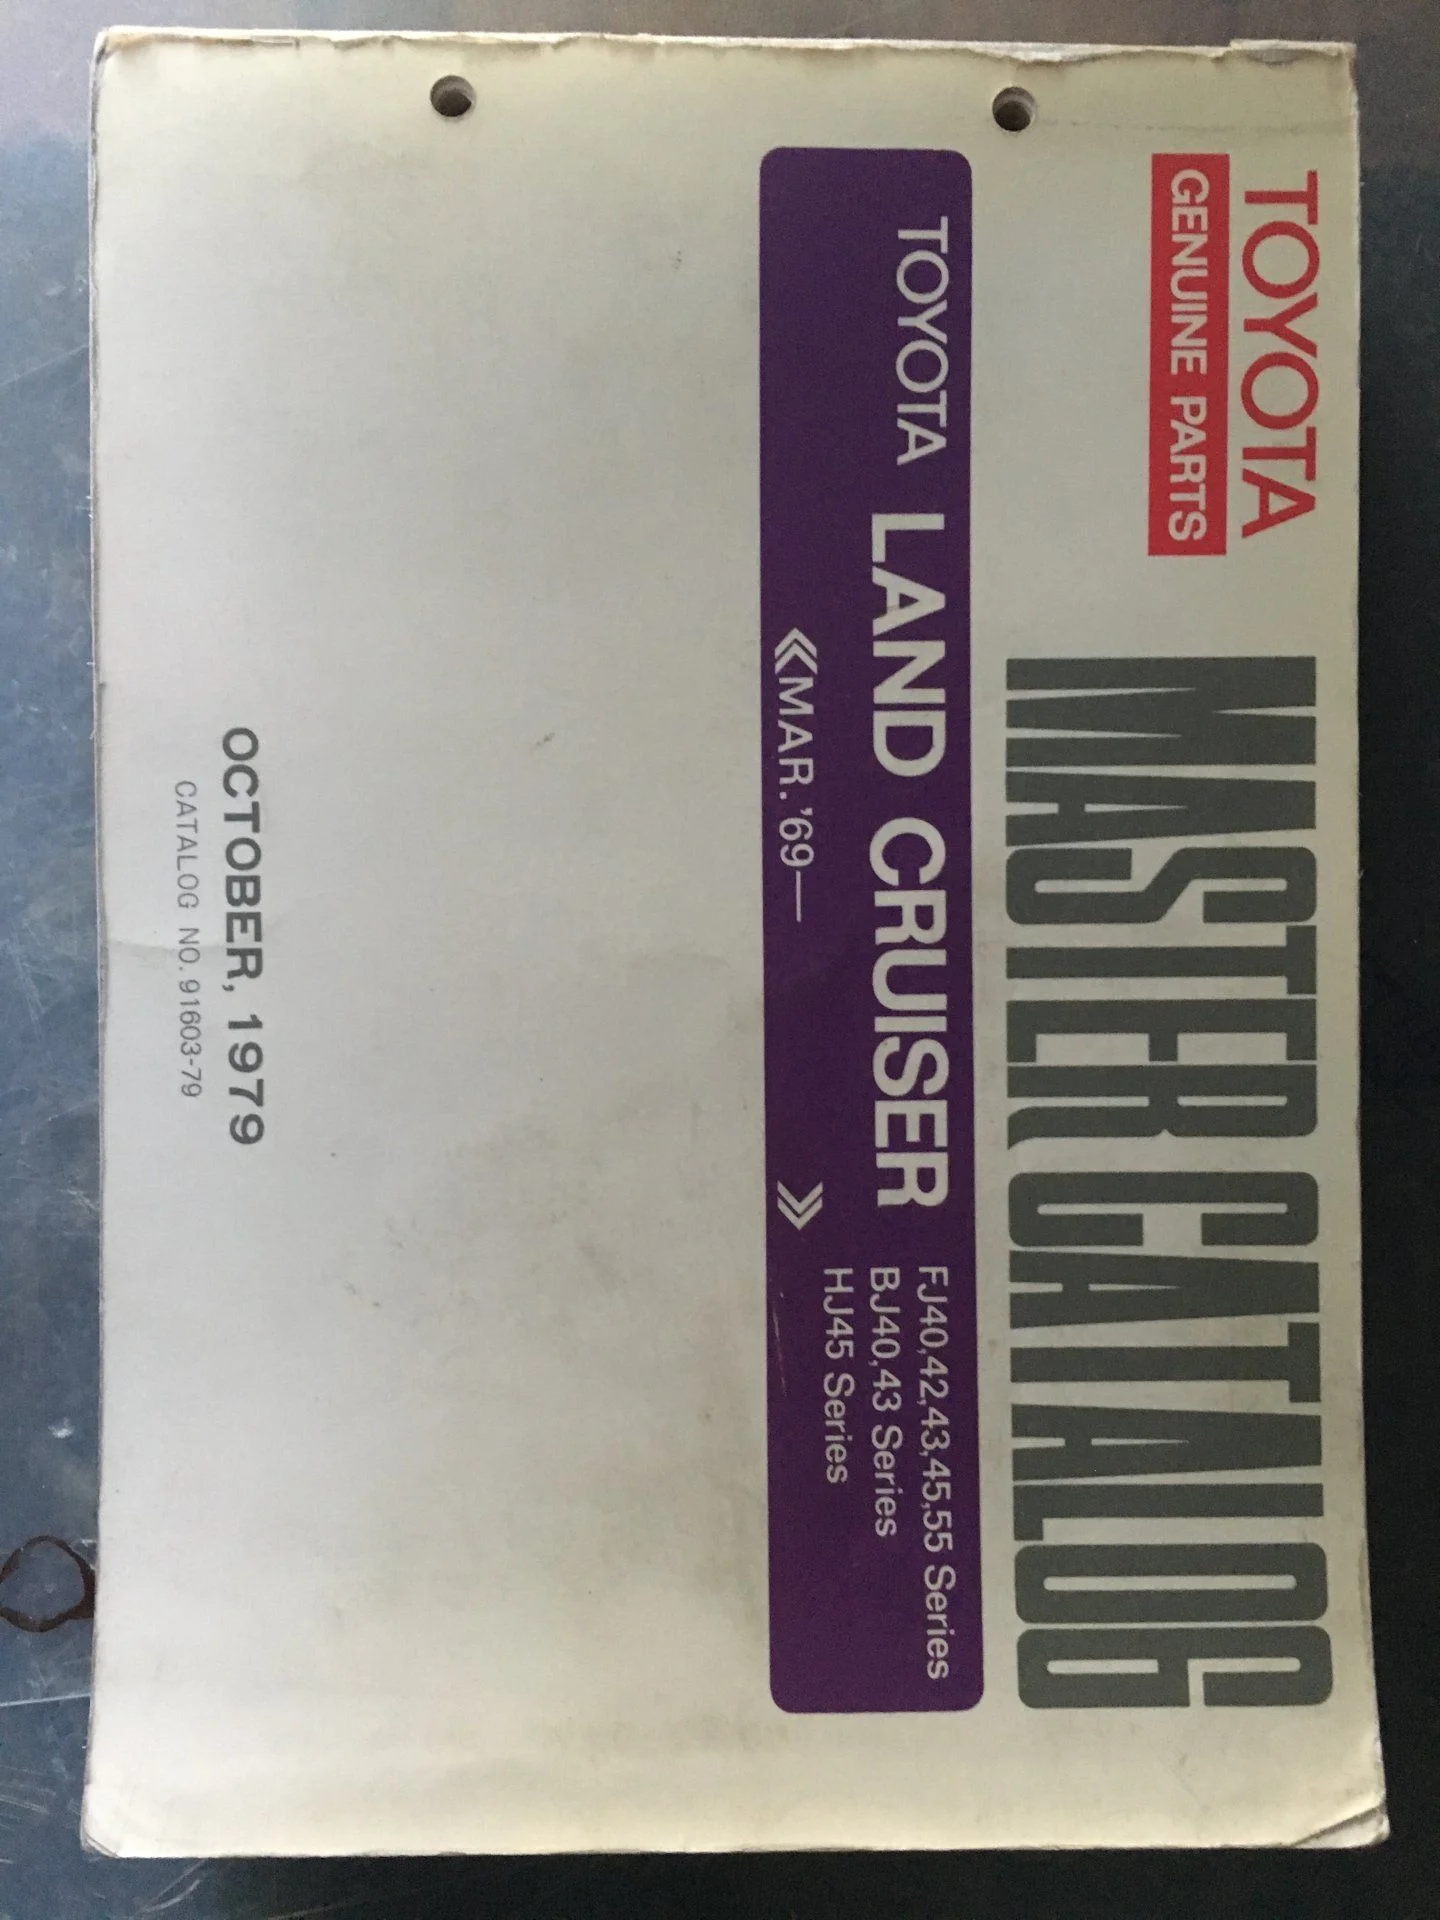 TOYOTA
GENUINE PARTS
MASTER CATALOG
TOYOTA LAND CRUISER
FJ40,42,43,45,55 Series
BJ40,43 Series
HJ45 Series
《MAR.'69— 》
OCTOBER, 1979
CATALOG NO.91603-79